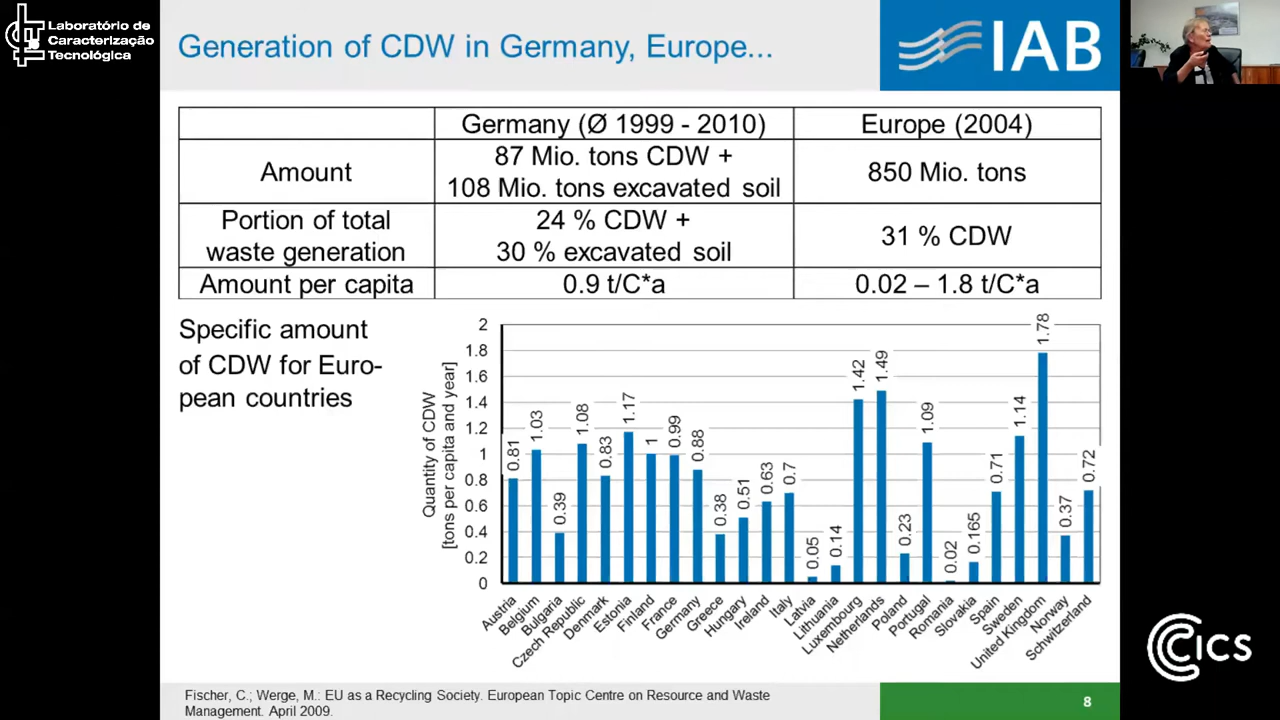 Laboratório de
Caracterização
Tecnológica
Generation of CDW in Germany, Europe...
IAB
Germany (Ø 1999 - 2010)
Europe (2004)
Amount
87 Mio. tons CDW +
108 Mio. tons excavated soil
850 Mio. tons
Portion of total
waste generation
24 % CDW +
30 % excavated soil
31 % CDW
Amount per capita
0.9 t/C*a
0.02 – 1.8 t/C*a
Specific amount
of CDW for Euro-
pean countries
Quantity of CDW
[tons per capita and year]
2
1.8
1.6
1.4
1.2
1
0.8
0.6
0.4
0.2
0
0.81
1.03
0.39
1.08
0.83
1.17
1
0.99
0.88
0.38
0.51
0.63
0.7
0.05
0.14
1.42
1.49
0.23
1.09
0.02
0.165
0.71
1.14
1.78
0.37
0.72
Austria
Belgium
Bulgaria
Czech Republic
Denmark
Estonia
Finland
France
Germany
Greece
Hungary
Ireland
Italy
Latvia
Lithuania
Luxembourg
Netherlands
Poland
Portugal
Romania
Slovakia
Spain
Sweden
United Kingdom
Norway
Schwitzerland
Fischer, C.; Werge, M.: EU as a Recycling Society. European Topic Centre on Resource and Waste
Management. April 2009.
8
CICS